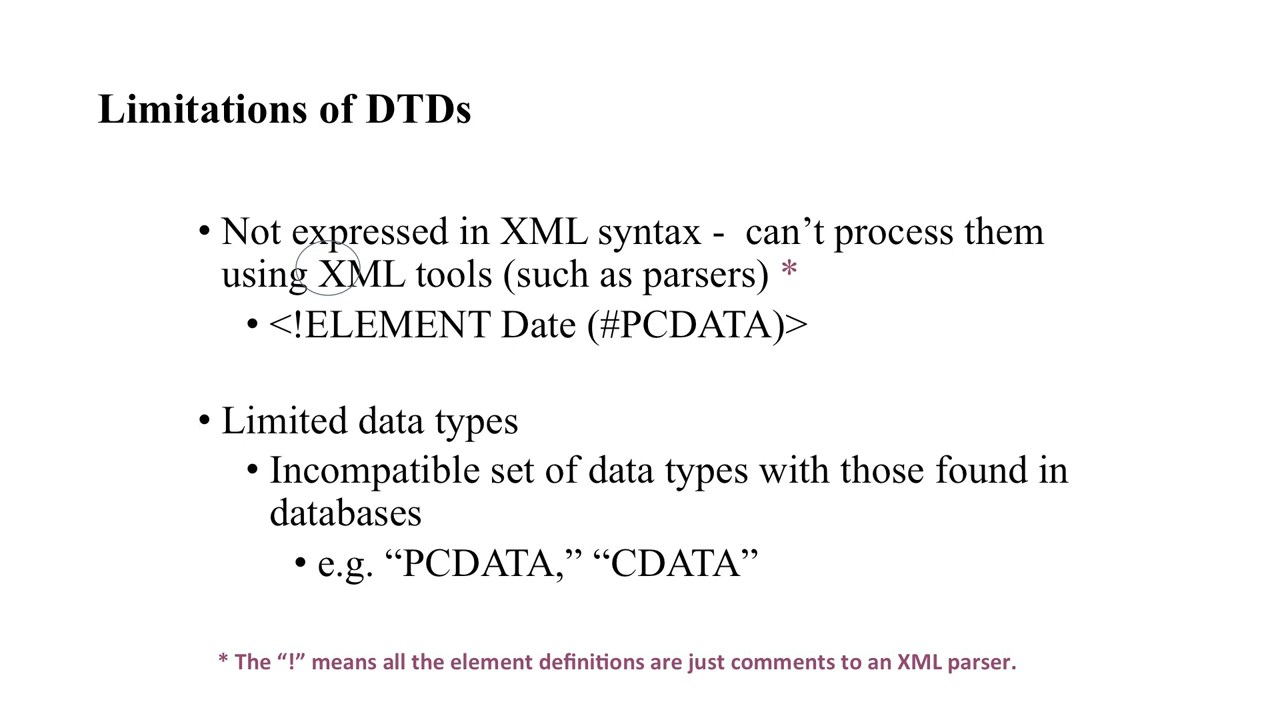 Limitations of DTDs
• Not expressed in XML syntax - can’t process them
using XML tools (such as parsers) *
• <!ELEMENT Date (#PCDATA)>
• Limited data types
• Incompatible set of data types with those found in
databases
• e.g. “PCDATA,” “CDATA”
* The “!” means all the element definitions are just comments to an XML parser.